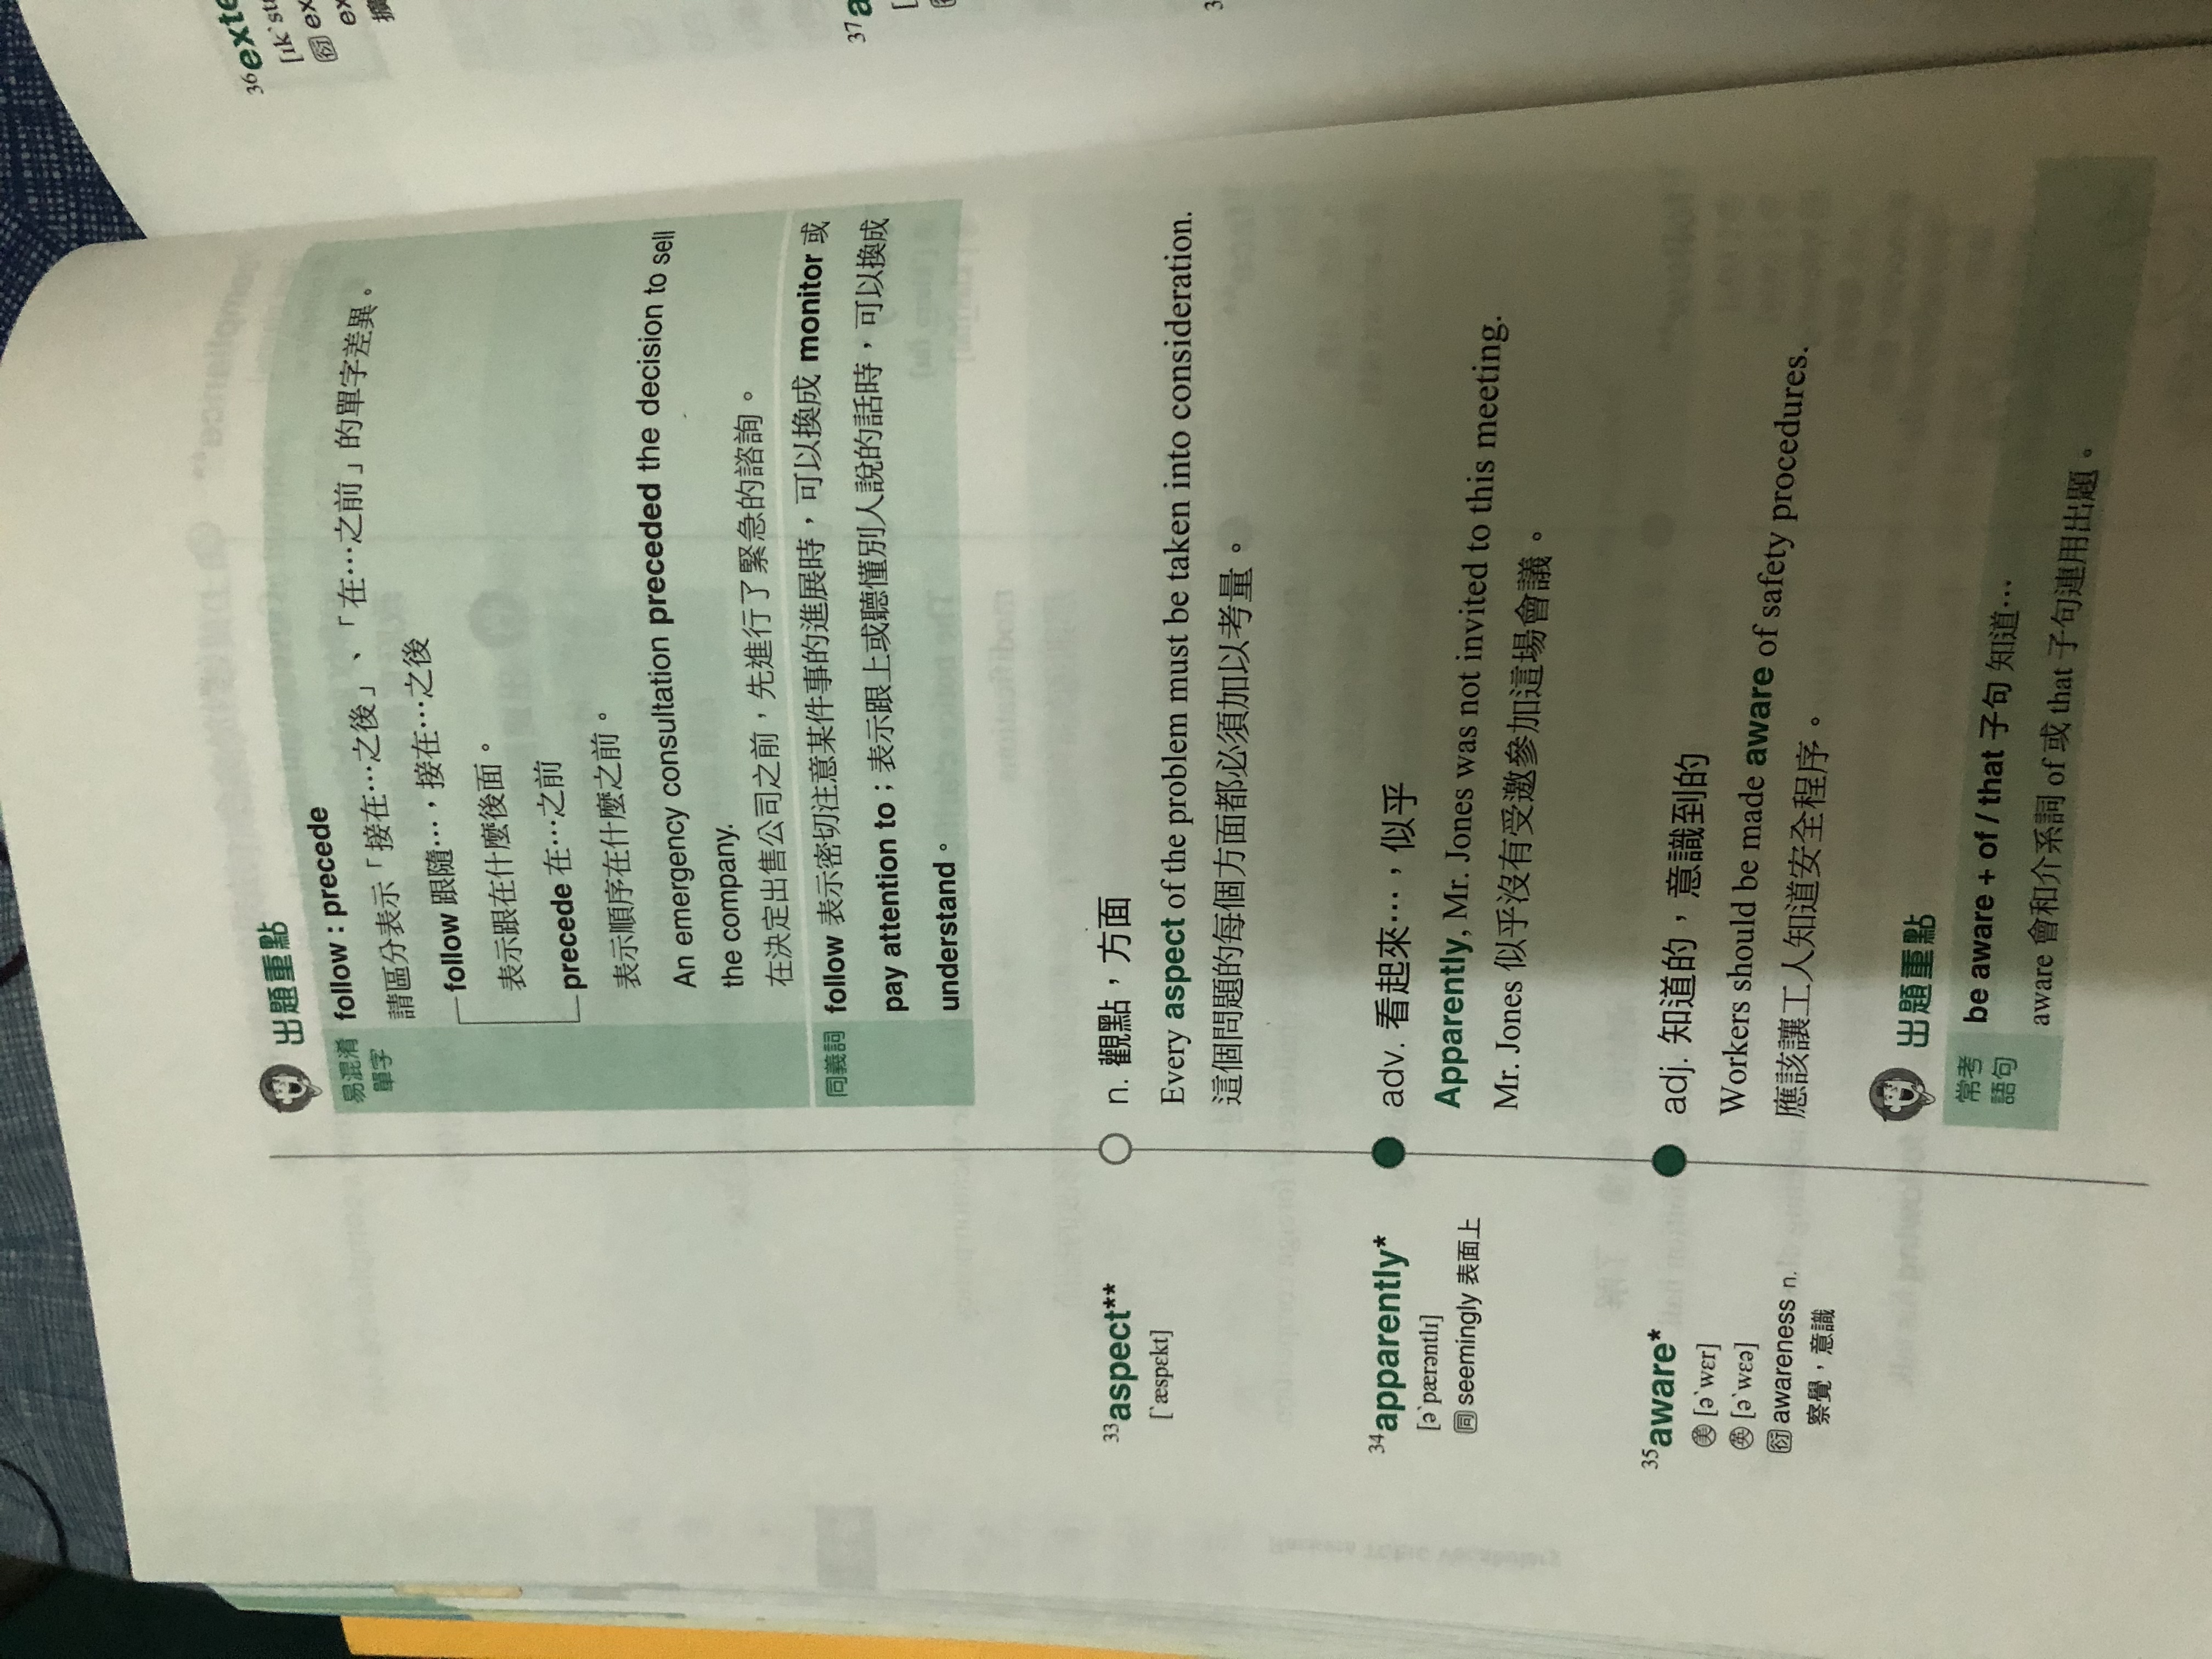 出題重點
易混淆單字
follow : precede
請區分表示「接在…之後」、「在…之前」的單字差異。
follow 跟隨…，接在…之後
表示跟在什麼後面。
precede 在…之前
表示順序在什麼之前。
An emergency consultation preceded the decision to sell
the company.
在決定出售公司之前，先進行了緊急的諮詢。
同義詞
follow 表示密切注意某件事的進展時，可以換成 monitor 或
pay attention to；表示跟上或聽懂別人說的話時，可以換成
understand。
33 aspect**
[ˋæspɛkt]
n. 觀點，方面
Every aspect of the problem must be taken into consideration.
這個問題的每個方面都必須加以考量。
34 apparently*
[əˋpærəntlɪ]
同 seemingly 表面上
adv. 看起來…，似乎
Apparently, Mr. Jones was not invited to this meeting.
Mr. Jones 似乎沒有受邀參加這場會議。
35 aware*
美 [əˋwɛr]
英 [əˋwɛə]
衍 awareness n.
察覺，意識
adj. 知道的，意識到的
Workers should be made aware of safety procedures.
應該讓工人知道安全程序。
出題重點
常考
語句
be aware + of / that 子句 知道…
aware 會和介系詞 of 或 that 子句連用出題。
36 exte
[ɪkˋst
衍 ex
ex
擴
37 a
[
衍
3